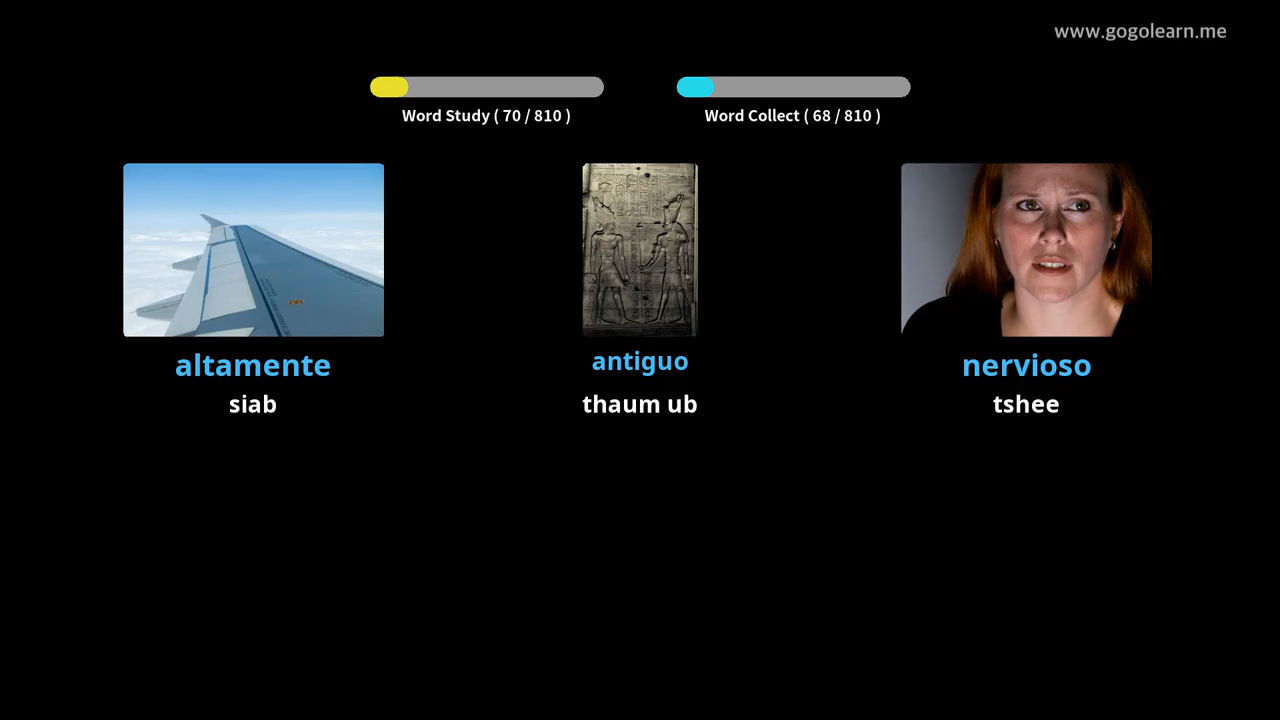 www.gogolearn.me
Word Study ( 70 / 810 )
Word Collect ( 68 / 810 )
altamente
siab
antiguo
thaum ub
nervioso
tshee